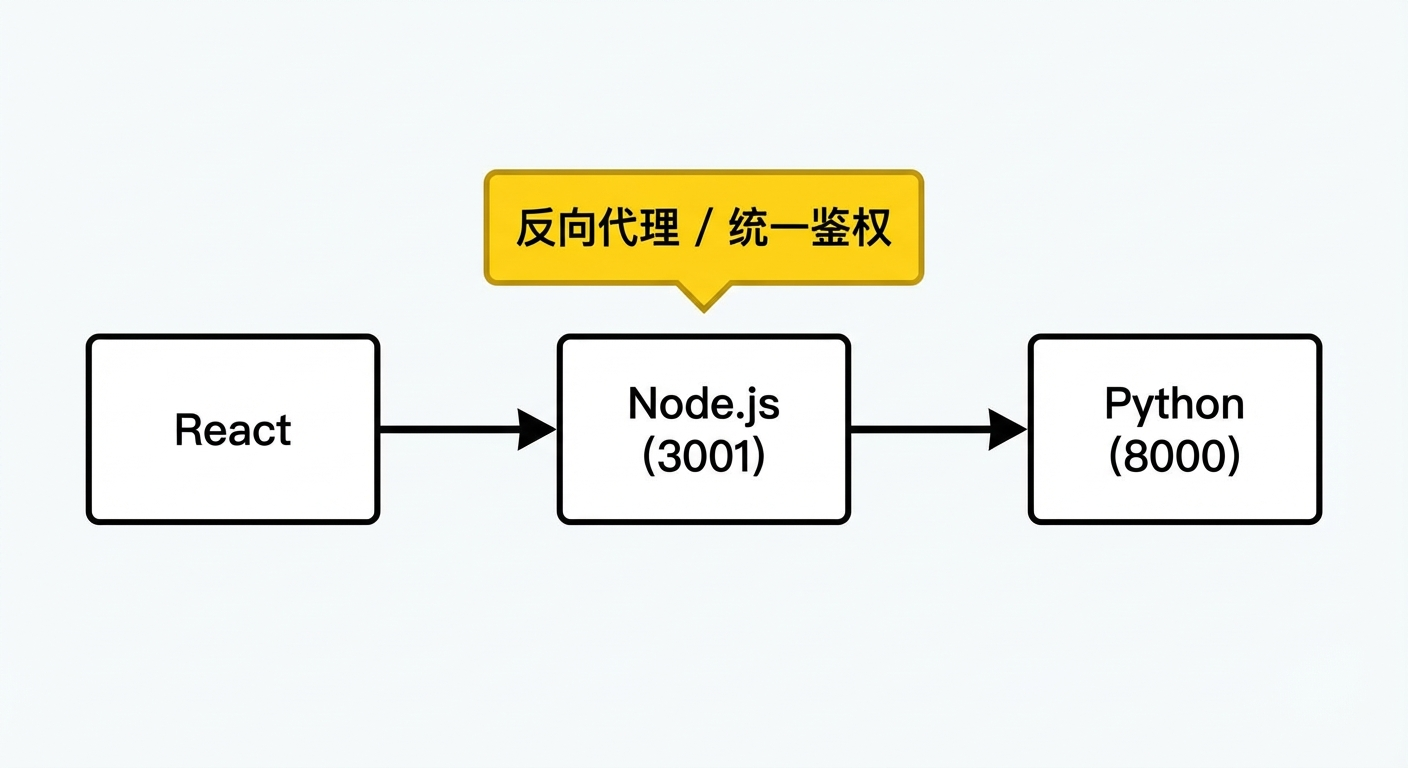 反向代理 / 统一鉴权
React
Node.js
(3001)
Python
(8000)